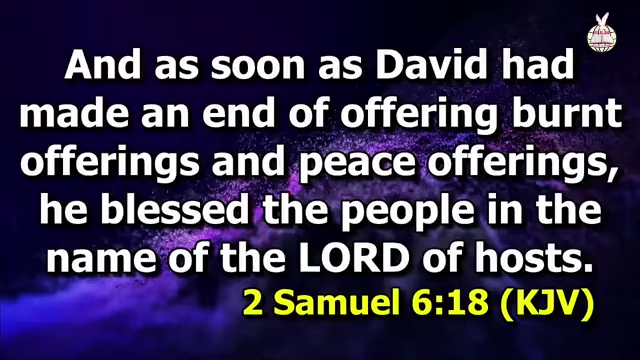 And as soon as David had
made an end of offering burnt
offerings and peace offerings,
he blessed the people in the
name of the LORD of hosts.
2 Samuel 6:18 (KJV)